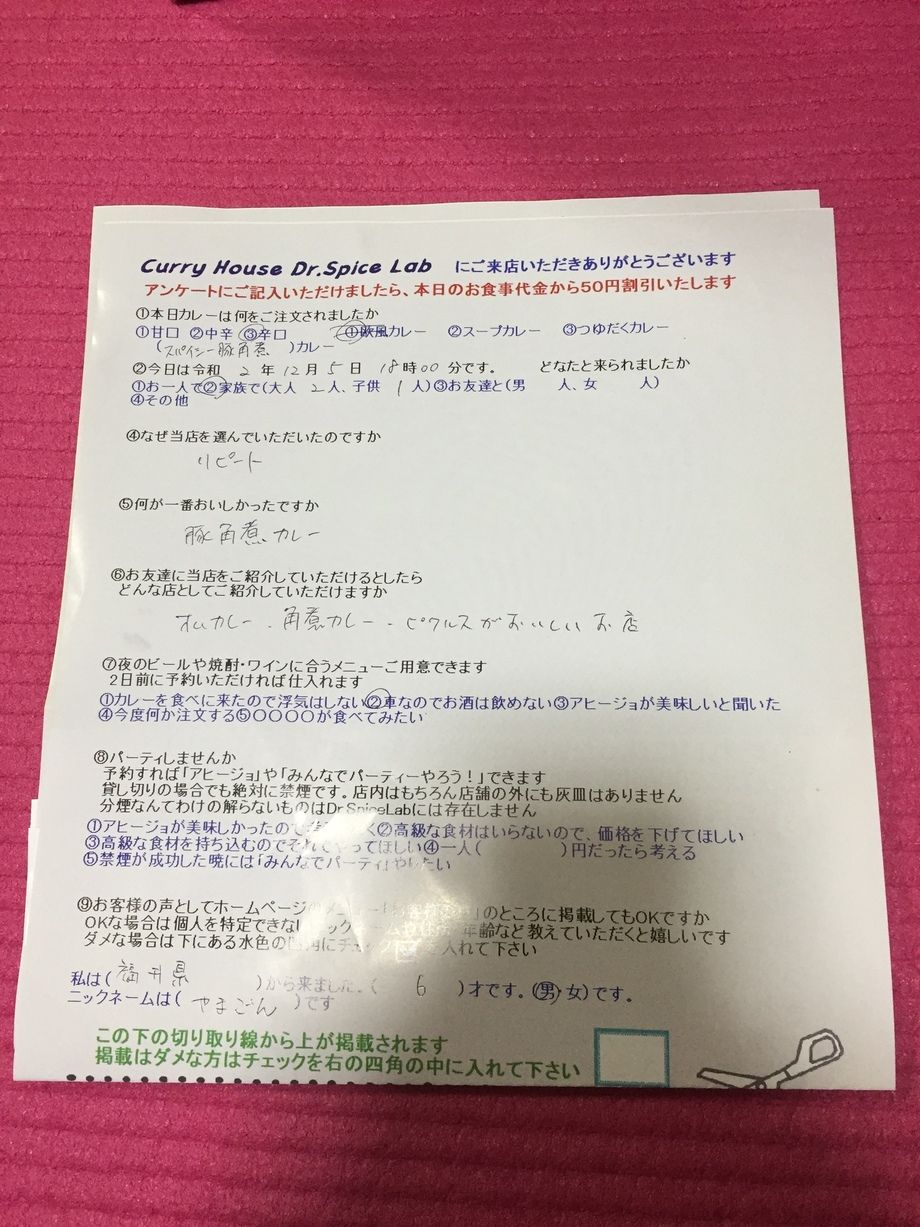 Curry House Dr.Spice Lab にご来店いただきありがとうございます
アンケートにご記入いただけましたら、本日のお食事代金から50円割引いたします
①本日カレーは何をご注文されましたか
①甘口 ②中辛 ③辛口 ①欧風カレー ②スープカレー ③つゆだくカレー
(スパイシー豚角煮 )カレー
②今日は令和 2 年 12 月 5 日 18 時 00 分です。 どなたと来られましたか
①お一人で②家族で(大人 2 人、子供 1 人)③お友達と(男 人、女 人)
④その他
④なぜ当店を選んでいただいたのですか
リピート
⑤何が一番おいしかったですか
豚角煮カレー
⑥お友達に当店をご紹介していただけるとしたら
どんな店としてご紹介していただけますか
オムカレー、角煮カレー、ピクルスがおいしいお店
⑦夜のビールや焼酎・ワインに合うメニューご用意できます
2日前に予約いただければ仕入れます
①カレーを食べに来たので浮気はしない②車なのでお酒は飲めない③アヒージョが美味しいと聞いた
④今度何か注文する⑤〇〇〇〇が食べてみたい
⑧パーティしませんか
予約すれば「アヒージョ」や「みんなでパーティーやろう！」できます
貸し切りの場合でも絶対に禁煙です。店内はもちろん店舗の外にも灰皿はありません
分煙なんてわけの解らないものはDr.SpiceLabには存在しません
①アヒージョが美味しかったので く②高級な食材はいらないので、価格を下げてほしい
③高級な食材を持ち込むのでそれでやってほしい④一人( )円だったら考える
⑤禁煙が成功した暁には「みんなでパーティ」やりたい
⑨お客様の声としてホームページの 」のところに掲載してもOKですか
OKな場合は個人を特定できない 年齢など教えていただくと嬉しいです
ダメな場合は下にある水色の四角にチェック を入れて下さい
私は( 福井県 )から来ました。( 6 )才です。(男・女)です。
ニックネームは( やまごん )です
この下の切り取り線から上が掲載されます
掲載はダメな方はチェックを右の四角の中に入れて下さい